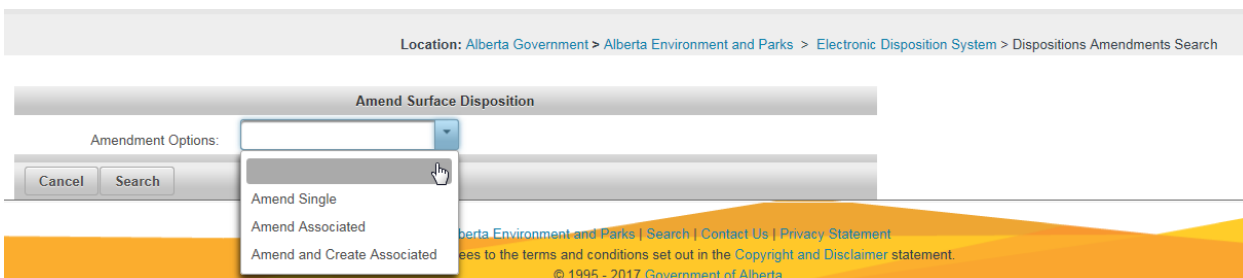 Location: Alberta Government > Alberta Environment and Parks > Electronic Disposition System > Dispositions Amendments Search
Amend Surface Disposition
Amendment Options:
Cancel Search
Amend Single
Amend Associated
Amend and Create Associated
Environment and Parks | Search | Contact Us | Privacy Statement
to the terms and conditions set out in the Copyright and Disclaimer statement.
© 1995 - 2017 Government of Alberta